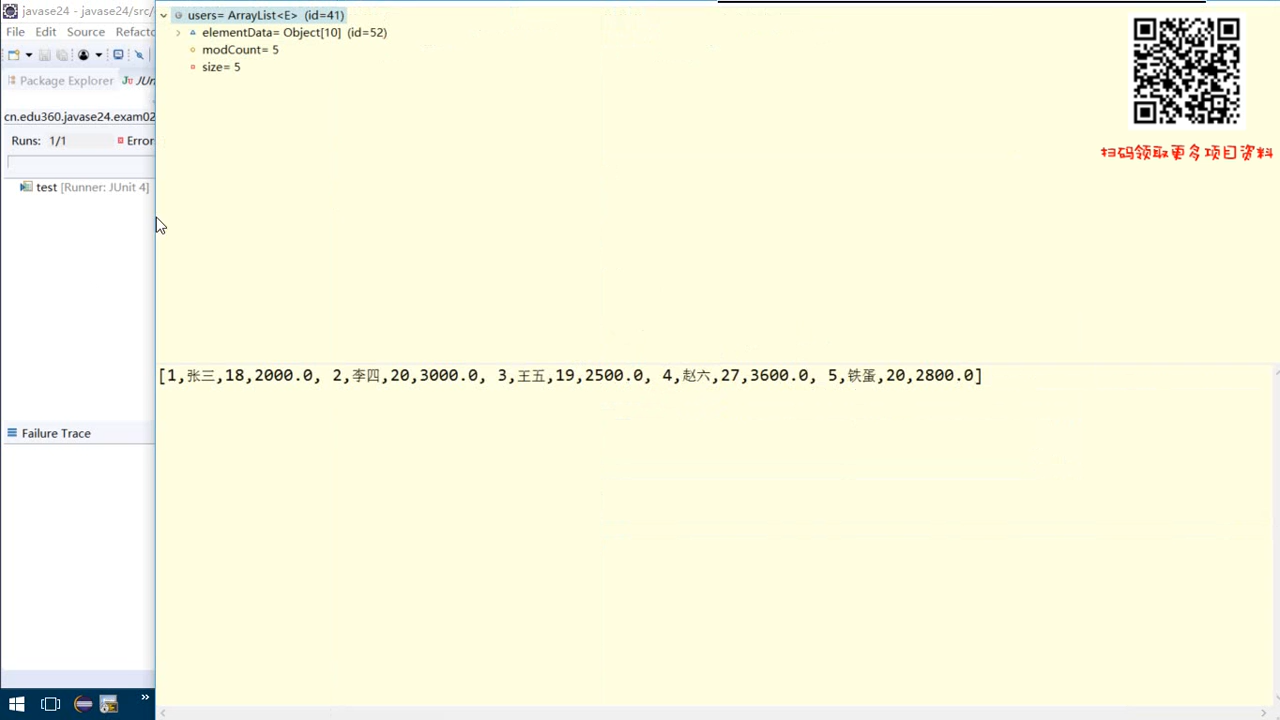 javase24 - javase24/src/
File Edit Source Refacto
Package Explorer JUn
cn.edu360.javase24.exam02
Runs: 1/1 Error
test [Runner: JUnit 4]
Failure Trace
users= ArrayList<E> (id=41)
elementData= Object[10] (id=52)
modCount= 5
size= 5
[1,张三,18,2000.0, 2,李四,20,3000.0, 3,王五,19,2500.0, 4,赵六,27,3600.0, 5,铁蛋,20,2800.0]
扫码领取更多项目资料